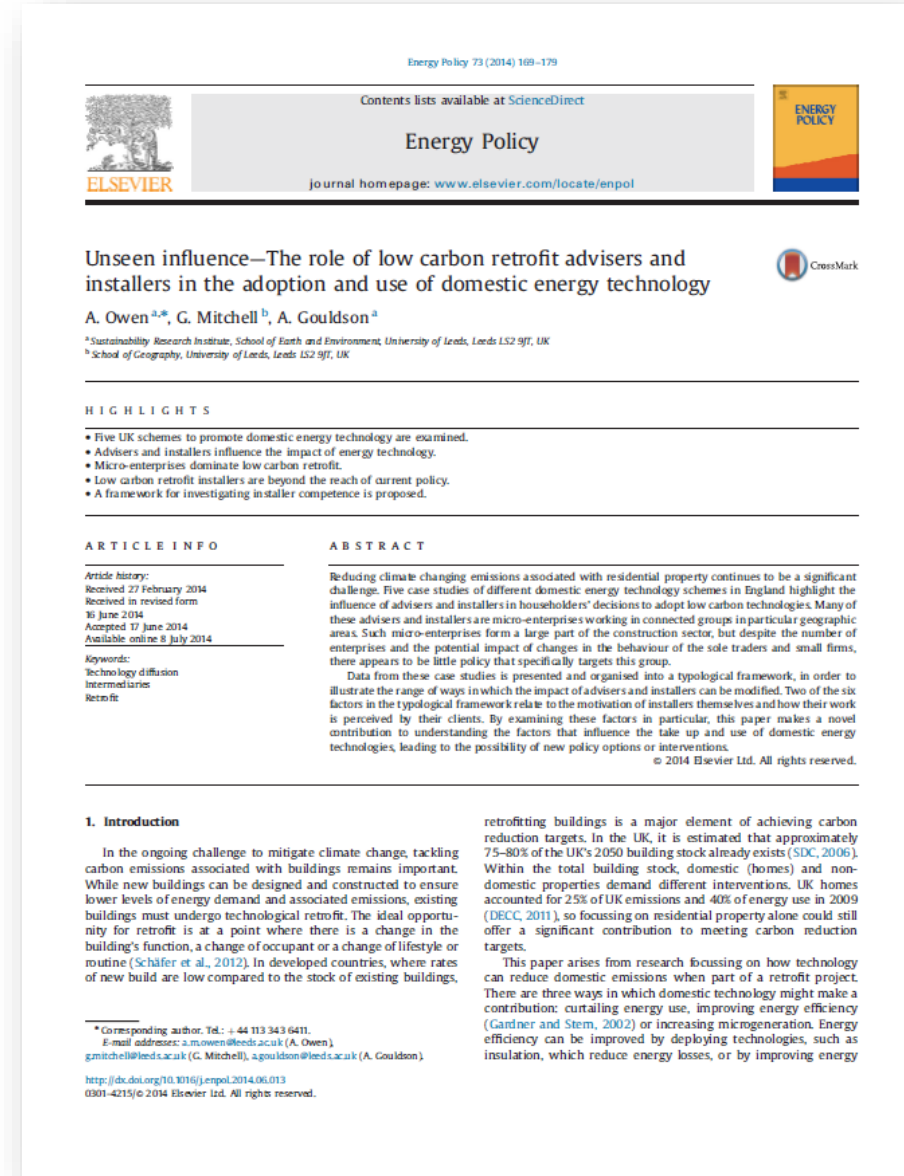 Energy Policy 73 (2014) 169–179
Contents lists available at ScienceDirect
Energy Policy
journal homepage: www.elsevier.com/locate/enpol
ELSEVIER
ENERGY
POLICY
Unseen influence—The role of low carbon retrofit advisers and
installers in the adoption and use of domestic energy technology
CrossMark
A. Owen a,*, G. Mitchell b, A. Gouldson a
a Sustainability Research Institute, School of Earth and Environment, University of Leeds, Leeds LS2 9JT, UK
b School of Geography, University of Leeds, Leeds LS2 9JT, UK
HIGHLIGHTS
• Five UK schemes to promote domestic energy technology are examined.
• Advisers and installers influence the impact of energy technology.
• Micro-enterprises dominate low carbon retrofit.
• Low carbon retrofit installers are beyond the reach of current policy.
• A framework for investigating installer competence is proposed.
ARTICLE INFO
Article history:
Received 27 February 2014
Received in revised form
16 June 2014
Accepted 17 June 2014
Available online 8 July 2014
Keywords:
Technology diffusion
Intermediaries
Retrofit
ABSTRACT
Reducing climate changing emissions associated with residential property continues to be a significant
challenge. Five case studies of different domestic energy technology schemes in England highlight the
influence of advisers and installers in householders' decisions to adopt low carbon technologies. Many of
these advisers and installers are micro-enterprises working in connected groups in particular geographic
areas. Such micro-enterprises form a large part of the construction sector, but despite the number of
enterprises and the potential impact of changes in the behaviour of the sole traders and small firms,
there appears to be little policy that specifically targets this group.
Data from these case studies is presented and organised into a typological framework, in order to
illustrate the range of ways in which the impact of advisers and installers can be modified. Two of the six
factors in the typological framework relate to the motivation of installers themselves and how their work
is perceived by their clients. By examining these factors in particular, this paper makes a novel
contribution to understanding the factors that influence the take up and use of domestic energy
technologies, leading to the possibility of new policy options or interventions.
© 2014 Elsevier Ltd. All rights reserved.
1. Introduction
In the ongoing challenge to mitigate climate change, tackling
carbon emissions associated with buildings remains important.
While new buildings can be designed and constructed to ensure
lower levels of energy demand and associated emissions, existing
buildings must undergo technological retrofit. The ideal opportu-
nity for retrofit is at a point where there is a change in the
building's function, a change of occupant or a change of lifestyle or
routine (Schäfer et al., 2012). In developed countries, where rates
of new build are low compared to the stock of existing buildings,
* Corresponding author. Tel.: +44 113 343 6411.
E-mail addresses: a.m.owen@leeds.ac.uk (A. Owen),
g.mitchell@leeds.ac.uk (G. Mitchell), a.gouldson@leeds.ac.uk (A. Gouldson).
http://dx.doi.org/10.1016/j.enpol.2014.06.013
0301-4215/© 2014 Elsevier Ltd. All rights reserved.
retrofitting buildings is a major element of achieving carbon
reduction targets. In the UK, it is estimated that approximately
75–80% of the UK's 2050 building stock already exists (SDC, 2006).
Within the total building stock, domestic (homes) and non-
domestic properties demand different interventions. UK homes
accounted for 25% of UK emissions and 40% of energy use in 2009
(DECC, 2011), so focussing on residential property alone could still
offer a significant contribution to meeting carbon reduction
targets.
This paper arises from research focussing on how technology
can reduce domestic emissions when part of a retrofit project.
There are three ways in which domestic technology might make a
contribution: curtailing energy use, improving energy efficiency
(Gardner and Stern, 2002) or increasing microgeneration. Energy
efficiency can be improved by deploying technologies, such as
insulation, which reduce energy losses, or by improving energy